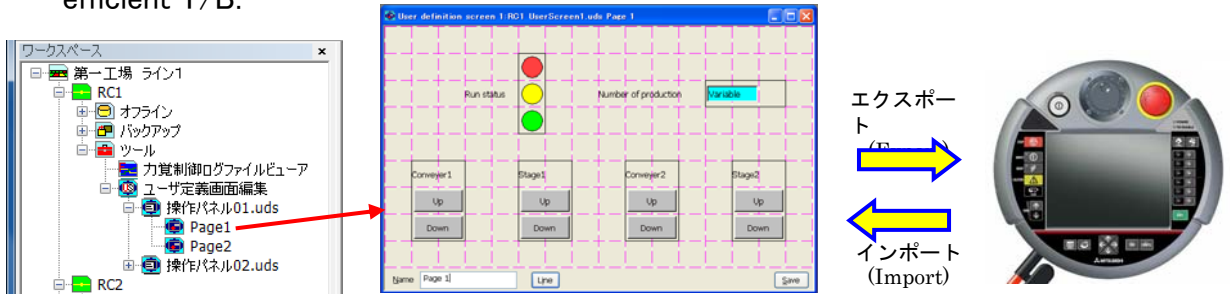 efficient T/B.
User definition screen 1:RC1 UserScreen1.uds Page 1
ワークスペース
第一工場 ライン1
RC1
オフライン
バックアップ
ツール
力覚制御ログファイルビューア
ユーザ定義画面編集
操作パネル01.uds
Page1
Page2
操作パネル02.uds
RC2
Run status
Number of production
Variable
Conveyer1
Stage1
Conveyer2
Stage2
Up
Up
Up
Up
Down
Down
Down
Down
Name
Page 1
Line
Save
エクスポー
ト
(Export)
インポート
(Import)
MITSUBISHI